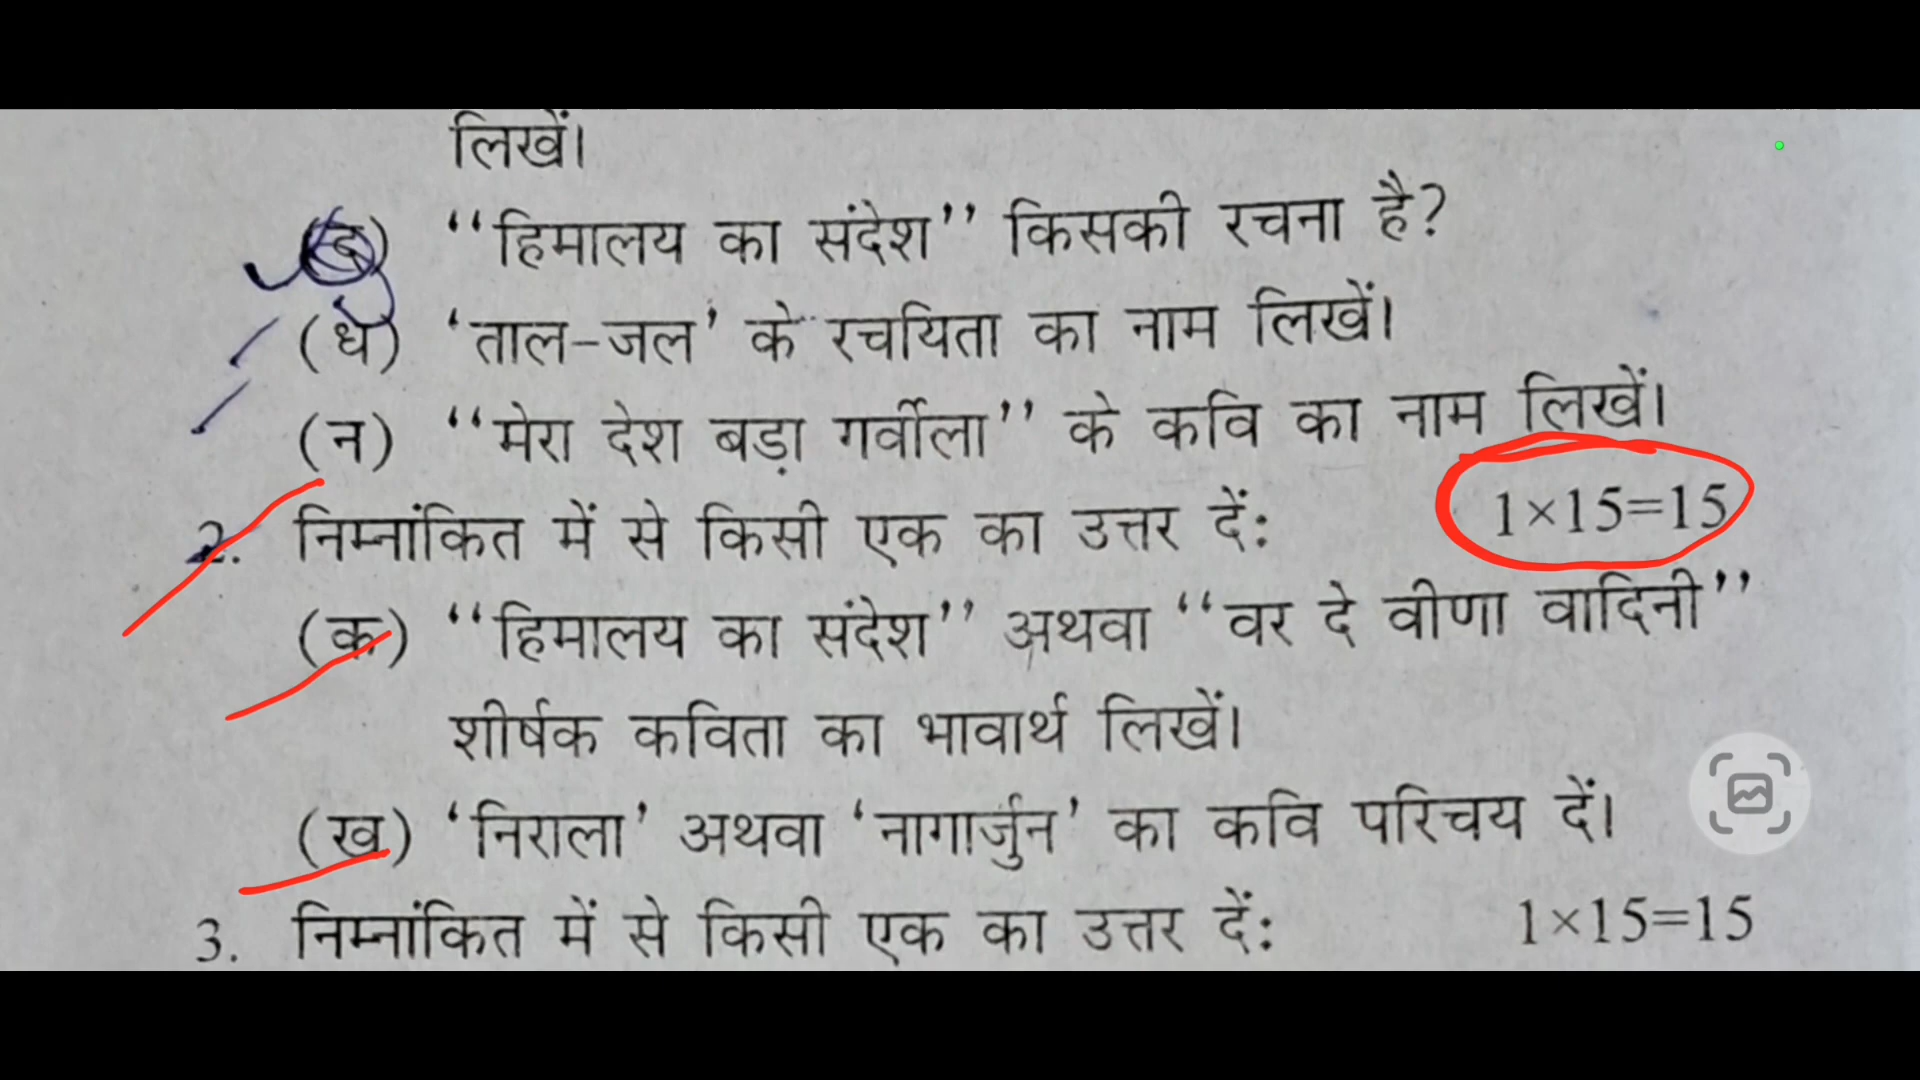 लिखें।
(द) “हिमालय का संदेश” किसकी रचना है?
(ध) ‘ताल-जल’ के रचयिता का नाम लिखें।
(न) “मेरा देश बड़ा गर्वीला” के कवि का नाम लिखें।
2. निम्नांकित में से किसी एक का उत्तर दें: 1×15=15
(क) “हिमालय का संदेश” अथवा “वर दे वीणा वादिनी”
शीर्षक कविता का भावार्थ लिखें।
(ख) ‘निराला’ अथवा ‘नागार्जुन’ का कवि परिचय दें।
3. निम्नांकित में से किसी एक का उत्तर दें: 1×15=15